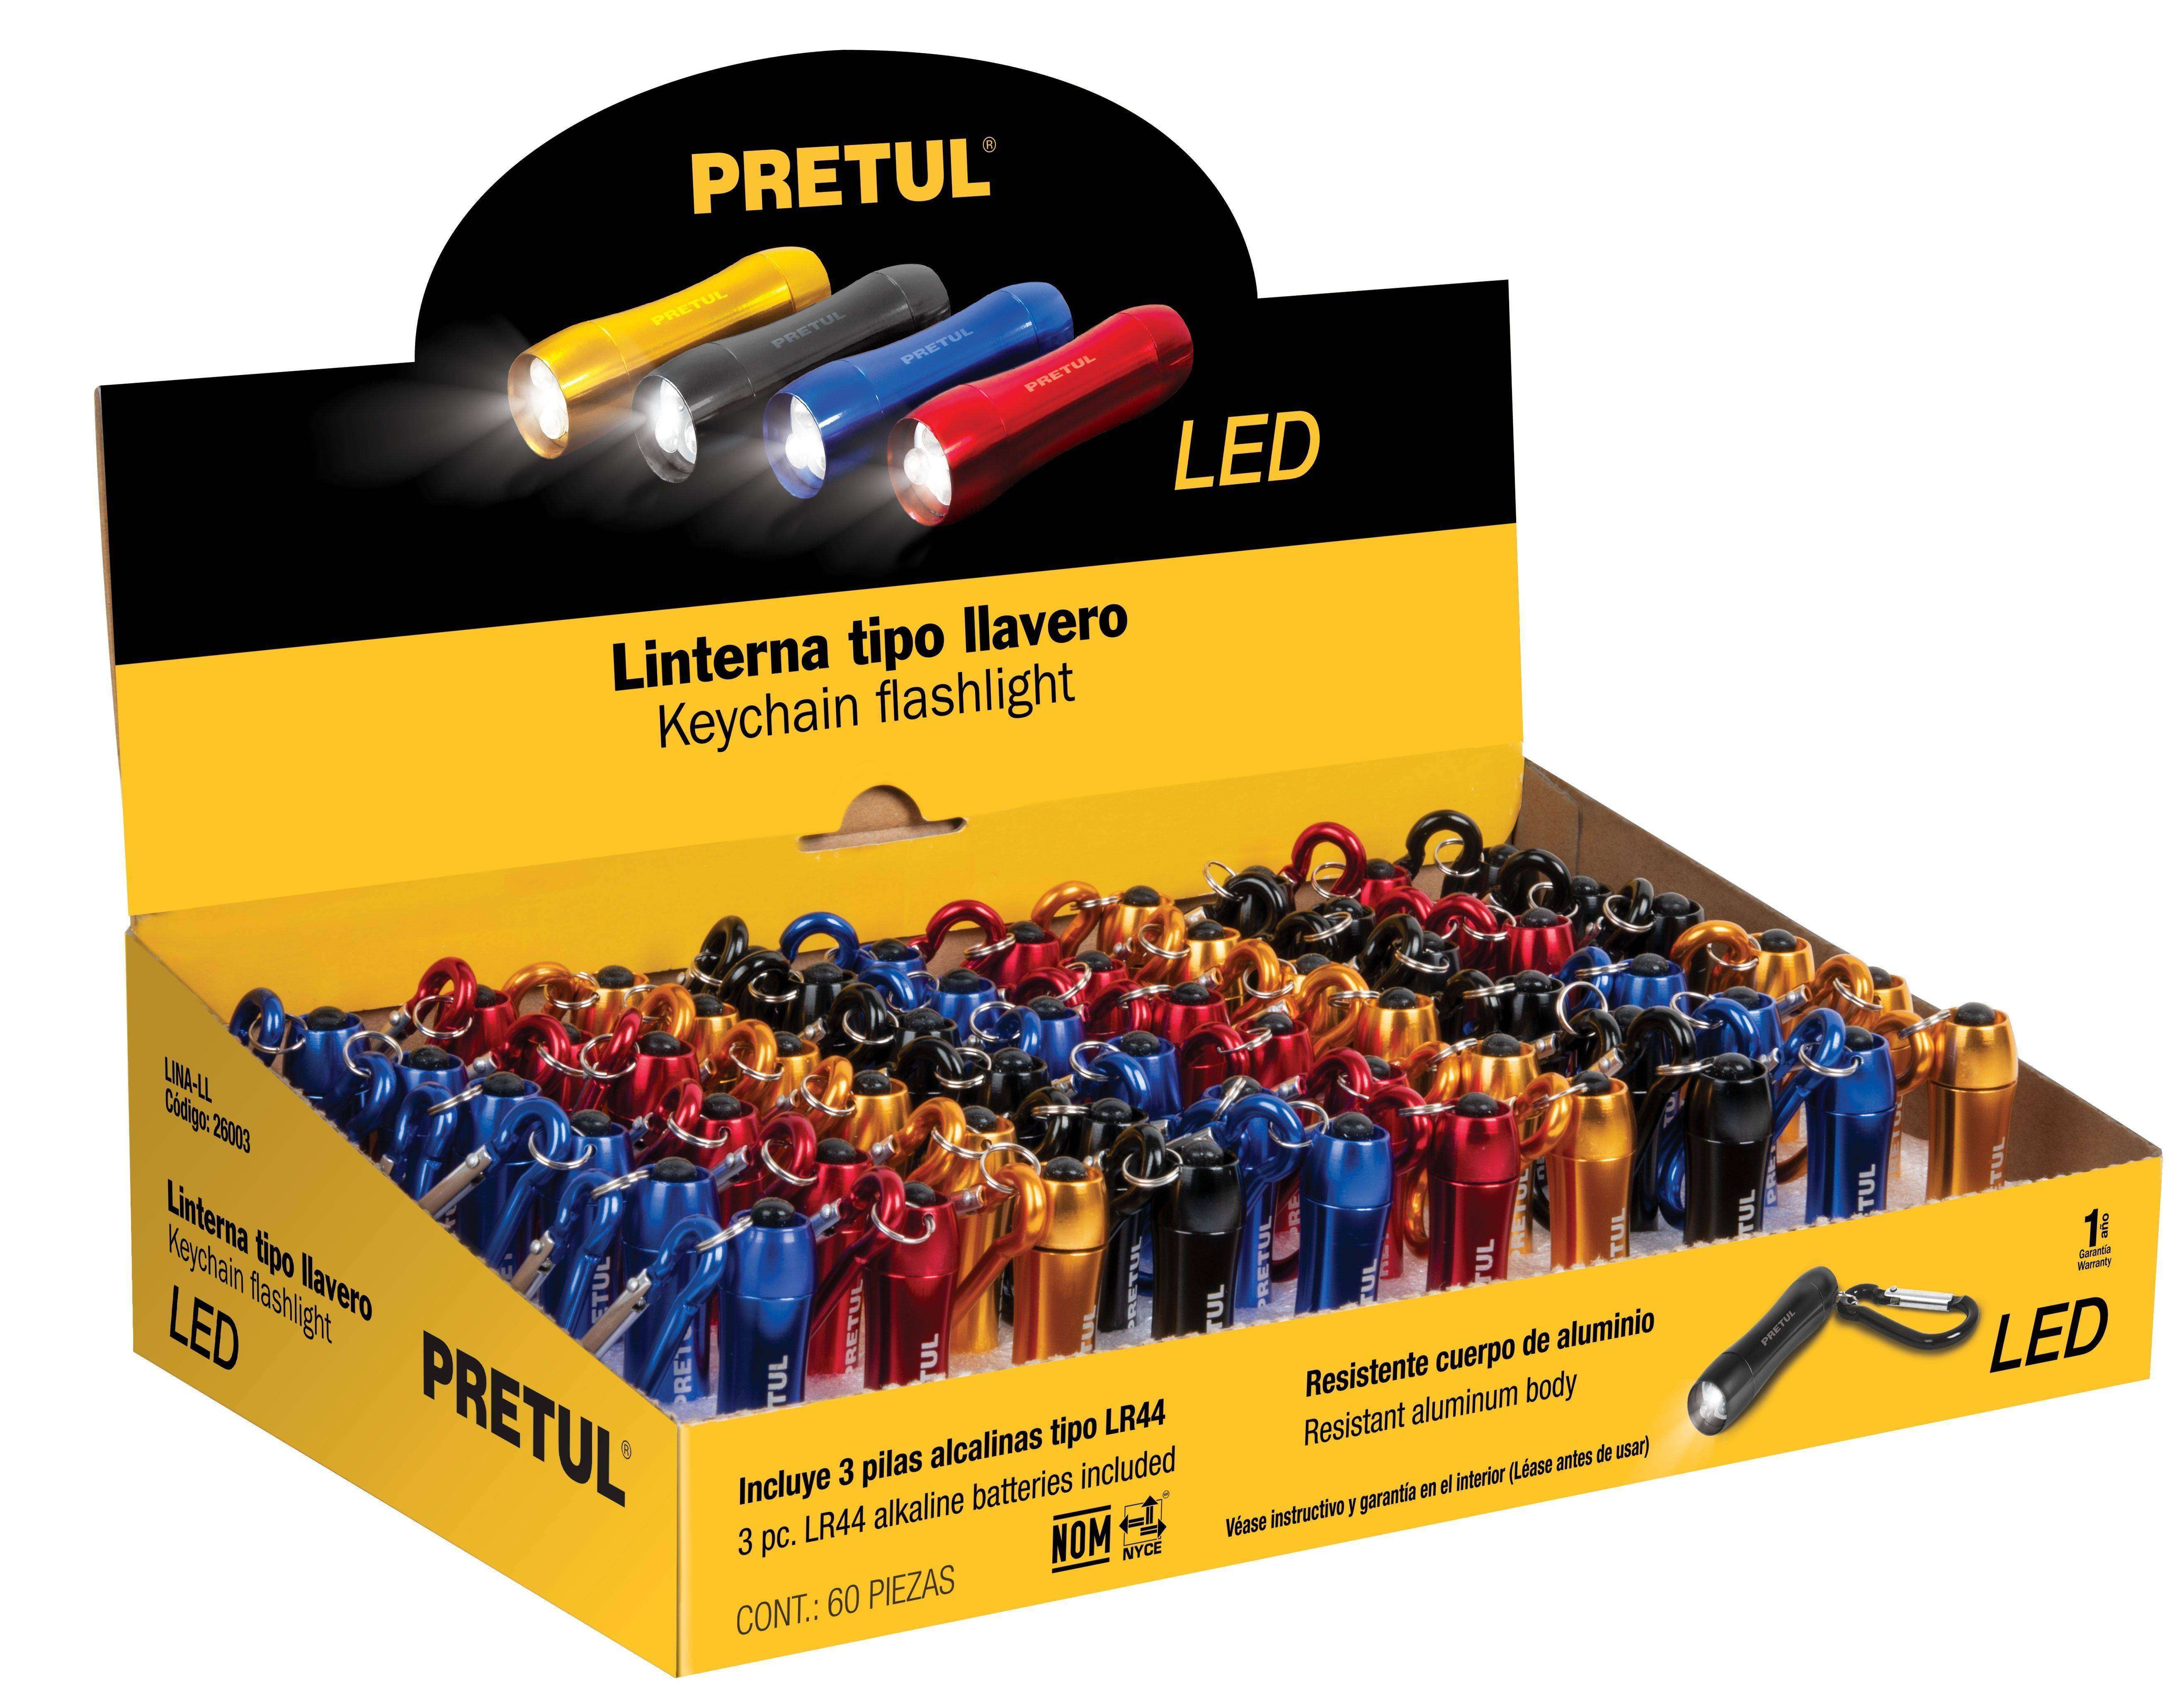 PRETUL®
PRETUL
PRETUL
PRETUL
PRETUL
LED
Linterna tipo llavero
Keychain flashlight
LINA-LL
Código: 26003
Linterna tipo llavero
Keychain flashlight
LED
PRETUL®
Incluye 3 pilas alcalinas tipo LR44
3 pc. LR44 alkaline batteries included
CONT.: 60 PIEZAS
NOM
NYCE
Resistente cuerpo de aluminio
Resistant aluminum body
Véase instructivo y garantía en el interior (Léase antes de usar)
PRETUL
1 año
Garantía
Warranty
LED